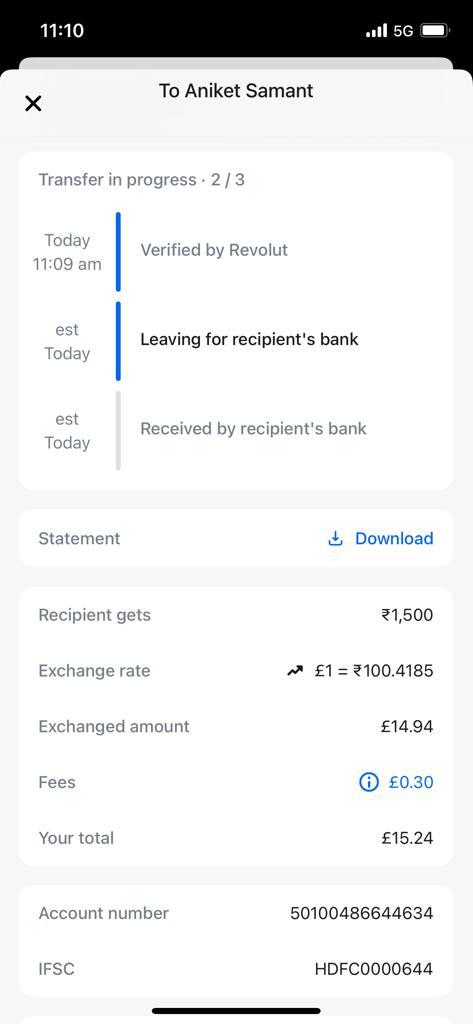 11:10
5G
To Aniket Samant
Transfer in progress · 2 / 3
Today
11:09 am
Verified by Revolut
est
Today
Leaving for recipient's bank
est
Today
Received by recipient's bank
Statement
Download
Recipient gets
₹1,500
Exchange rate
£1 = ₹100.4185
Exchanged amount
£14.94
Fees
£0.30
Your total
£15.24
Account number
50100486644634
IFSC
HDFC0000644